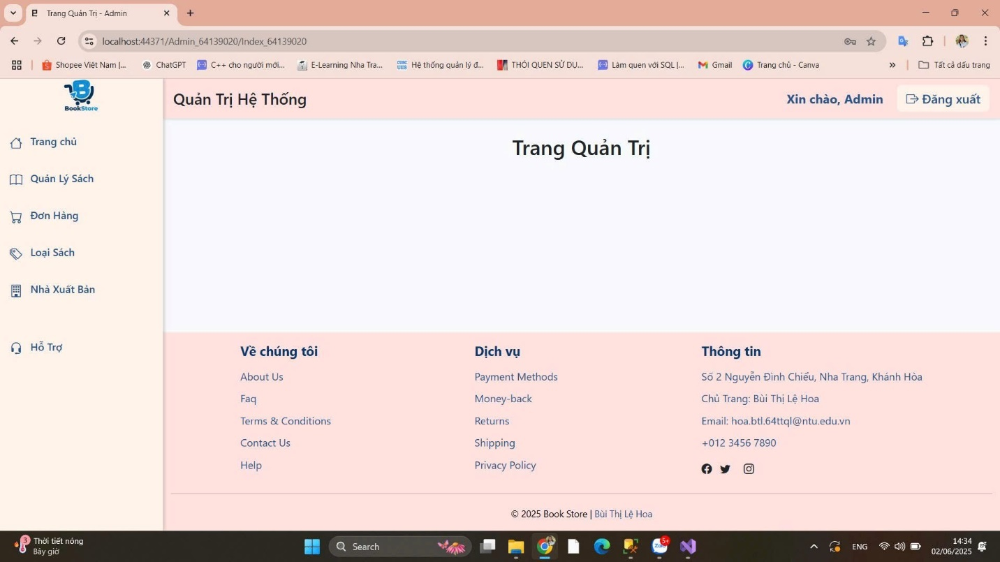 Trang Quản Trị - Admin
localhost:44371/Admin_64139020/Index_64139020
Shopee Việt Nam |... ChatGPT C++ cho người mới... E-Learning Nha Tra... Hệ thống quản lý đ... THÓI QUEN SỬ DỤ... Làm quen với SQL |... Gmail Trang chủ - Canva » Tất cả dấu trang
B
BookStore
Quản Trị Hệ Thống
Xin chào, Admin
Đăng xuất
Trang chủ
Quản Lý Sách
Đơn Hàng
Loại Sách
Nhà Xuất Bản
Hỗ Trợ
Trang Quản Trị
Về chúng tôi
About Us
Faq
Terms & Conditions
Contact Us
Help
Dịch vụ
Payment Methods
Money-back
Returns
Shipping
Privacy Policy
Thông tin
Số 2 Nguyễn Đình Chiểu, Nha Trang, Khánh Hòa
Chủ Trang: Bùi Thị Lệ Hoa
Email: hoa.btl.64ttql@ntu.edu.vn
+012 3456 7890
© 2025 Book Store | Bùi Thị Lệ Hoa
3
Thời tiết nóng
Bây giờ
Search
Zalo
5+
ENG
14:34
02/06/2025